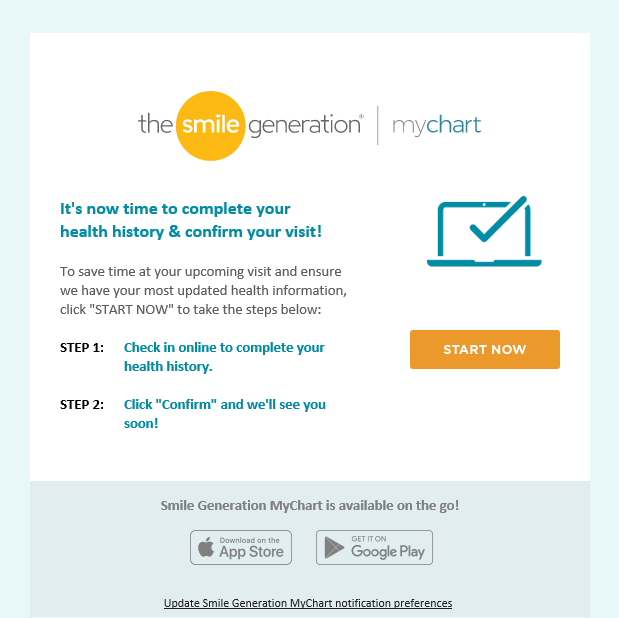 the smile generation® | mychart
It's now time to complete your
health history & confirm your visit!
To save time at your upcoming visit and ensure
we have your most updated health information,
click "START NOW" to take the steps below:
START NOW
STEP 1: Check in online to complete your
health history.
STEP 2: Click "Confirm" and we'll see you
soon!
Smile Generation MyChart is available on the go!
Download on the
App Store
GET IT ON
Google Play
Update Smile Generation MyChart notification preferences